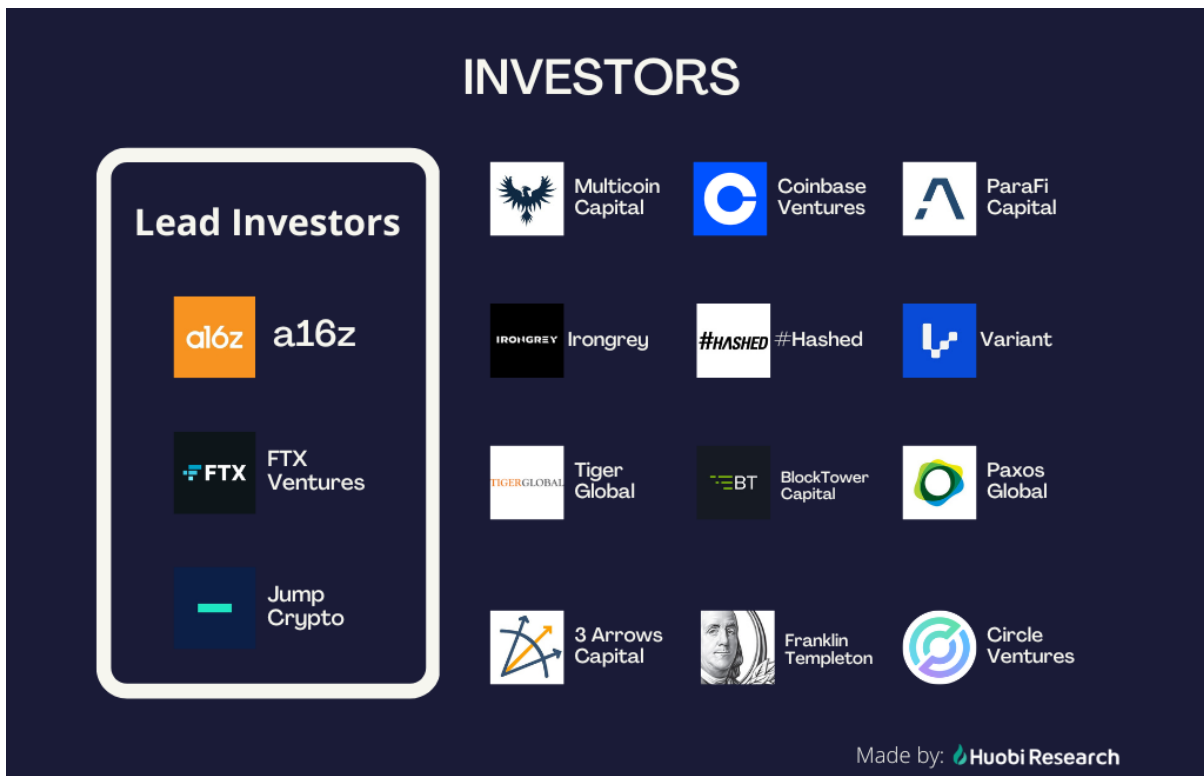 INVESTORS
Lead Investors
a16z
a16z
FTX
FTX
Ventures
Jump
Crypto
Multicoin
Capital
Coinbase
Ventures
ParaFi
Capital
IRONGREY
Irongrey
#HASHED
#Hashed
Variant
TIGERGLOBAL
Tiger
Global
BT
BlockTower
Capital
Paxos
Global
3 Arrows
Capital
Franklin
Templeton
Circle
Ventures
Made by: Huobi Research